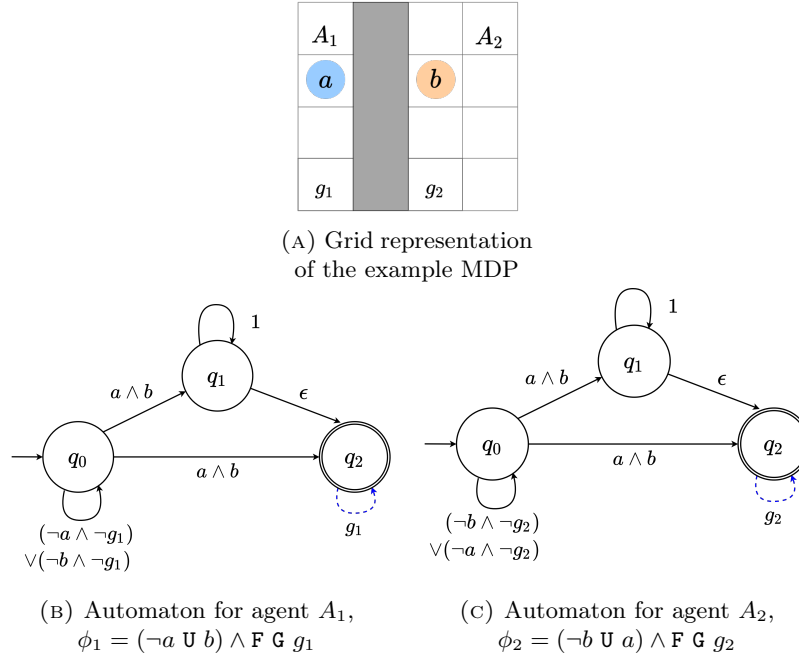 A₁ A₂
a b
g₁ g₂
(A) Grid representation
of the example MDP
1
q₁
a ∧ b
ϵ
q₀
q₂
a ∧ b
g₁
(¬a ∧ ¬g₁)
∨(¬b ∧ ¬g₁)
(B) Automaton for agent A₁,
ϕ₁ = (¬a U b) ∧ F G g₁
1
q₁
a ∧ b
ϵ
q₀
q₂
a ∧ b
g₂
(¬b ∧ ¬g₂)
∨(¬a ∧ ¬g₂)
(C) Automaton for agent A₂,
ϕ₂ = (¬b U a) ∧ F G g₂